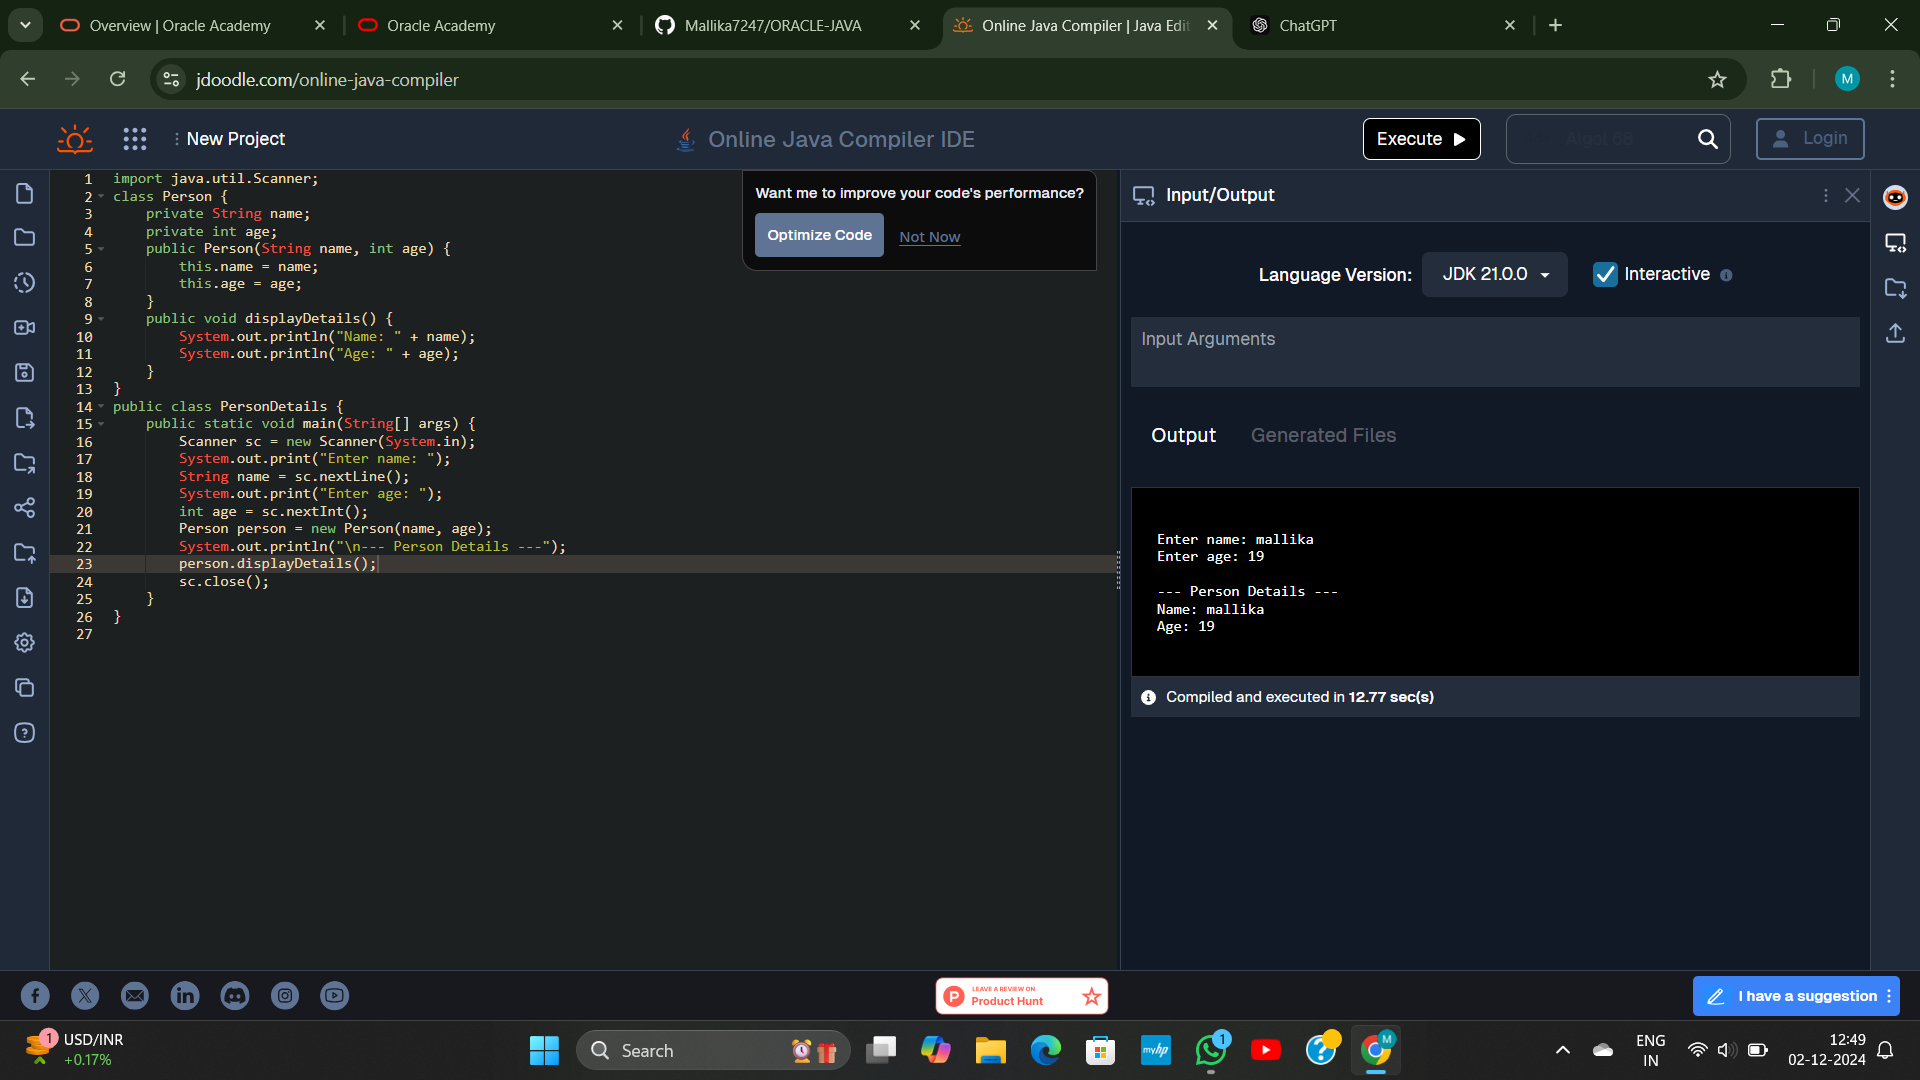 Overview | Oracle Academy
Oracle Academy
Mallika7247/ORACLE-JAVA
Online Java Compiler | Java Edit
ChatGPT
jdoodle.com/online-java-compiler
M
New Project
Online Java Compiler IDE
Execute
Algol 68
Login
1 import java.util.Scanner;
2 class Person {
3 private String name;
4 private int age;
5 public Person(String name, int age) {
6 this.name = name;
7 this.age = age;
8 }
9 public void displayDetails() {
10 System.out.println("Name: " + name);
11 System.out.println("Age: " + age);
12 }
13 }
14 public class PersonDetails {
15 public static void main(String[] args) {
16 Scanner sc = new Scanner(System.in);
17 System.out.print("Enter name: ");
18 String name = sc.nextLine();
19 System.out.print("Enter age: ");
20 int age = sc.nextInt();
21 Person person = new Person(name, age);
22 System.out.println("\n--- Person Details ---");
23 person.displayDetails();
24 sc.close();
25 }
26 }
27
Want me to improve your code's performance?
Optimize Code
Not Now
Input/Output
Language Version:
JDK 21.0.0
Interactive
Input Arguments
Output
Generated Files
Enter name: mallika
Enter age: 19
--- Person Details ---
Name: mallika
Age: 19
Compiled and executed in 12.77 sec(s)
LEAVE A REVIEW ON
Product Hunt
I have a suggestion
1
USD/INR
+0.17%
Search
myhp
1
M
ENG
IN
12:49
02-12-2024